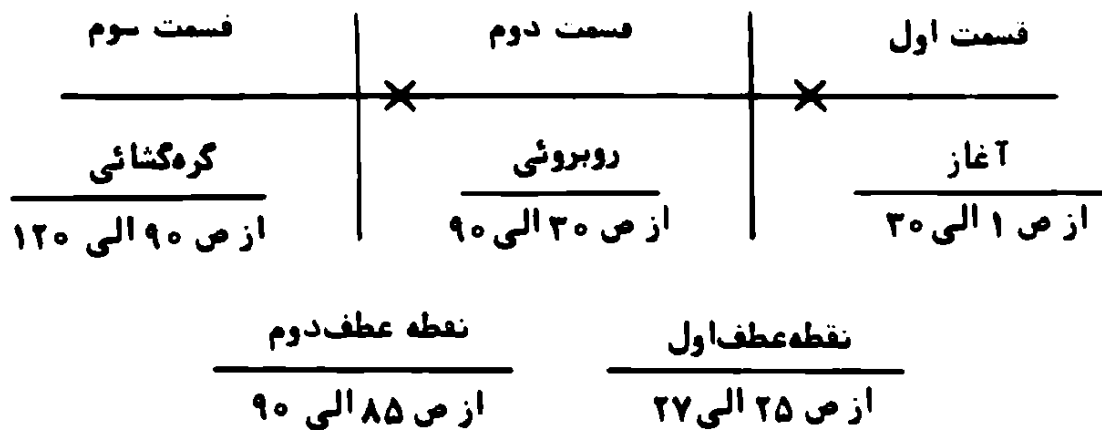 قسمت اول
قسمت دوم
قسمت سوم
آغاز
از ص ۱ الی ۳۰
روبروئی
از ص ۳۰ الی ۹۰
گره‌گشائی
از ص ۹۰ الی ۱۲۰
نقطه‌عطف‌اول
از ص ۲۵ الی ۲۷
نقطه عطف‌دوم
از ص ۸۵ الی ۹۰